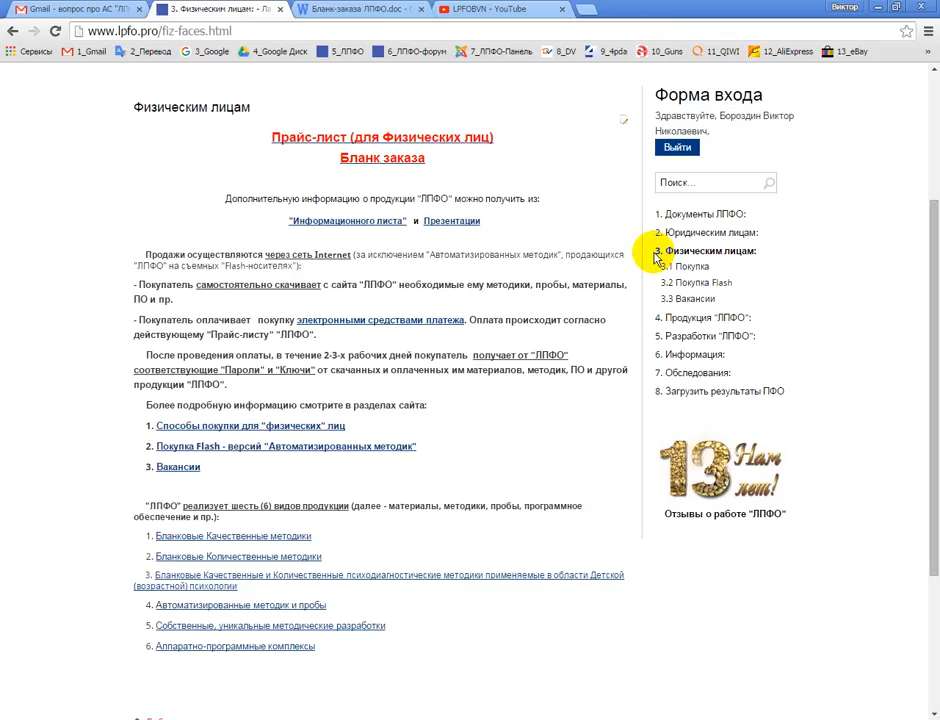 Gmail - вопрос про АС "ЛП
3. Физическим лицам: - Ла
Бланк-заказа ЛПФО.doc -
LPFOBVN - YouTube
Виктор
www.lpfo.pro/fiz-faces.html
Сервисы
1_Gmail
2_Перевод
3_Google
4_Google Диск
5_ЛПФО
6_ЛПФО-форум
7_ЛПФО-Панель
8_DV
9_4pda
10_Guns
11_QIWI
12_AliExpress
13_eBay
»
Физическим лицам
Прайс-лист (для Физических лиц)
Бланк заказа
Дополнительную информацию о продукции "ЛПФО" можно получить из:
"Информационного листа" и Презентации
Продажи осуществляются через сеть Internet (за исключением "Автоматизированных методик", продающихся
"ЛПФО" на съемных "Flash-носителях"):
- Покупатель самостоятельно скачивает с сайта "ЛПФО" необходимые ему методики, пробы, материалы,
ПО и пр.
- Покупатель оплачивает покупку электронными средствами платежа. Оплата происходит согласно
действующему "Прайс-листу" "ЛПФО".
После проведения оплаты, в течение 2-3-х рабочих дней покупатель получает от "ЛПФО"
соответствующие "Пароли" и "Ключи" от скачанных и оплаченных им материалов, методик, ПО и другой
продукции "ЛПФО".
Более подробную информацию смотрите в разделах сайта:
1. Способы покупки для "физических" лиц
2. Покупка Flash - версий "Автоматизированных методик"
3. Вакансии
"ЛПФО" реализует шесть (6) видов продукции (далее - материалы, методики, пробы, программное
обеспечение и пр.):
1. Бланковые Качественные методики
2. Бланковые Количественные методики
3. Бланковые Качественные и Количественные психодиагностические методики применяемые в области Детской
(возрастной) психологии
4. Автоматизированные методик и пробы
5. Собственные, уникальные методические разработки
6. Аппаратно-программные комплексы
Форма входа
Здравствуйте, Бороздин Виктор
Николаевич,
Выйти
Поиск...
1. Документы ЛПФО:
2. Юридическим лицам:
3. Физическим лицам:
3.1 Покупка
3.2 Покупка Flash
3.3 Вакансии
4. Продукция "ЛПФО":
5. Разработки "ЛПФО":
6. Информация:
7. Обследования:
8. Загрузить результаты ПФО
13 Нам
лет!
Отзывы о работе "ЛПФО"